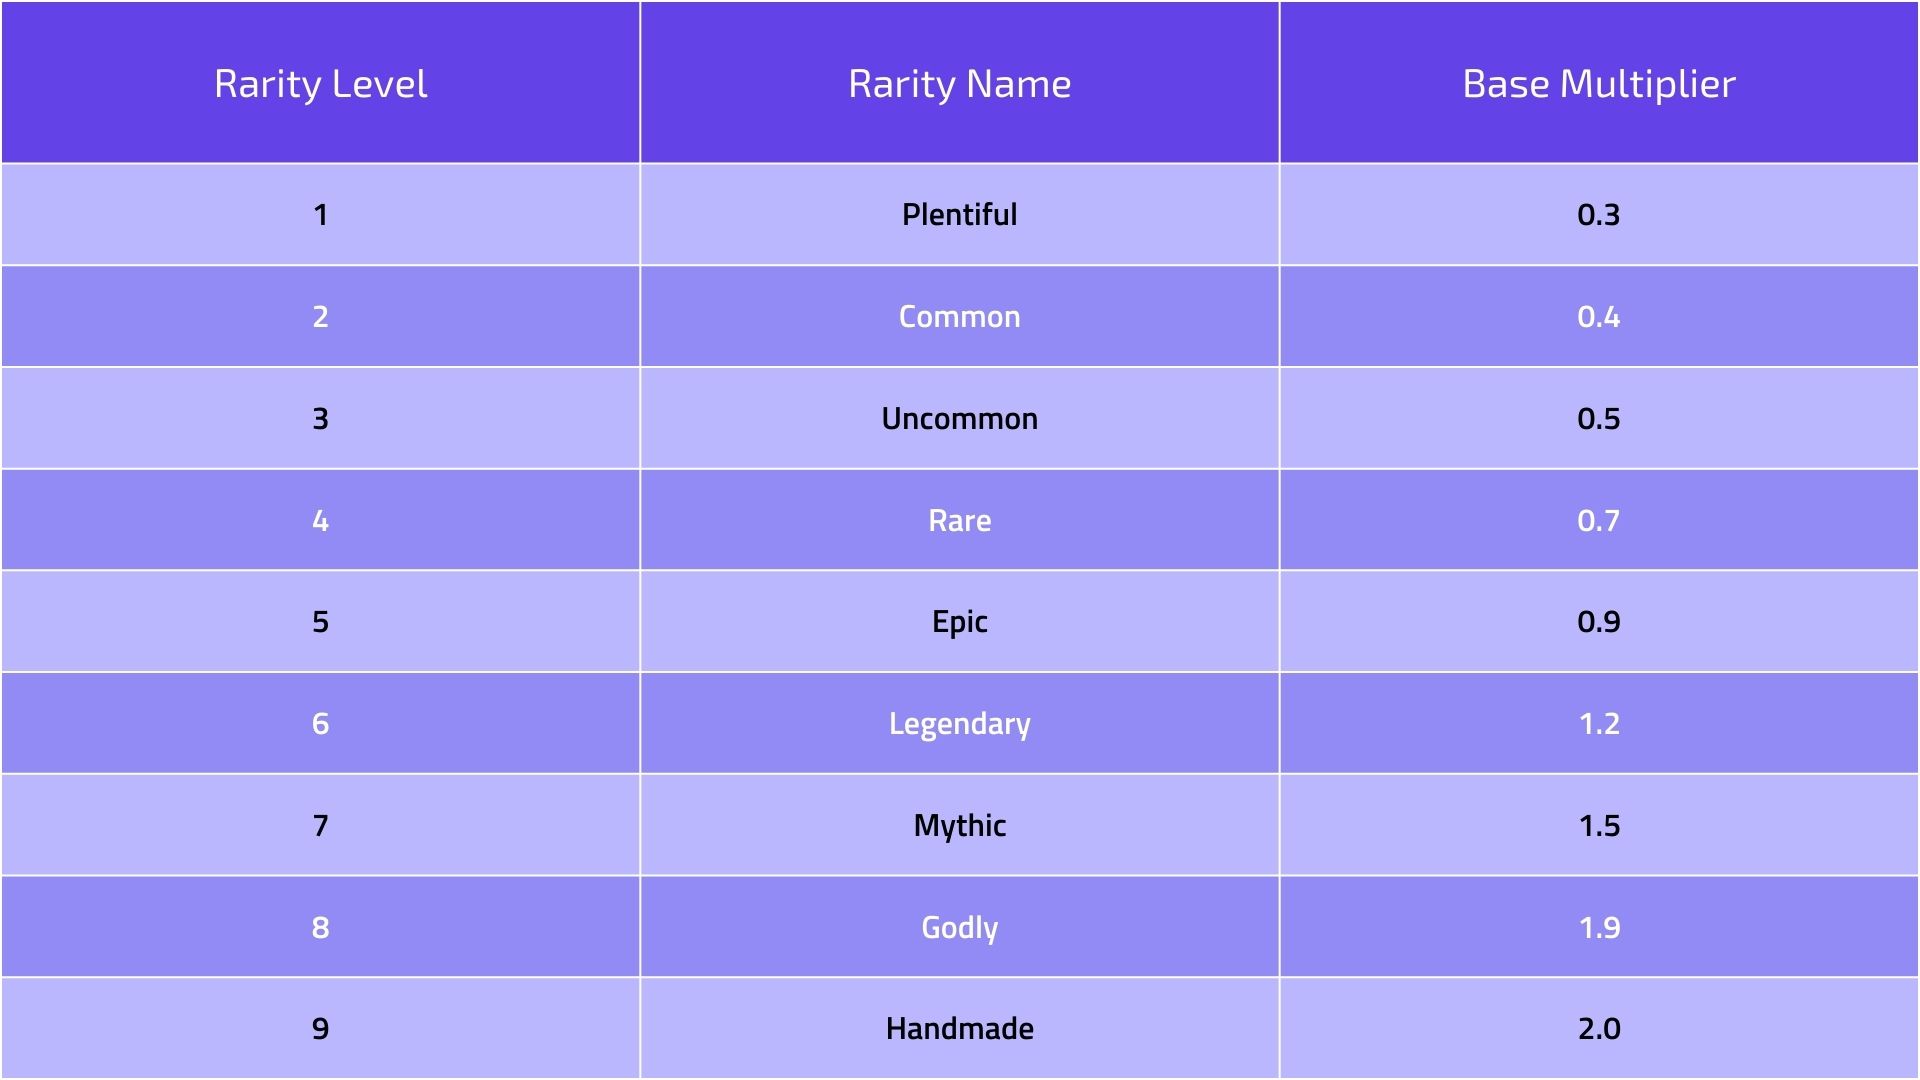 Rarity Level Rarity Name Base Multiplier
1 Plentiful 0.3
2 Common 0.4
3 Uncommon 0.5
4 Rare 0.7
5 Epic 0.9
6 Legendary 1.2
7 Mythic 1.5
8 Godly 1.9
9 Handmade 2.0